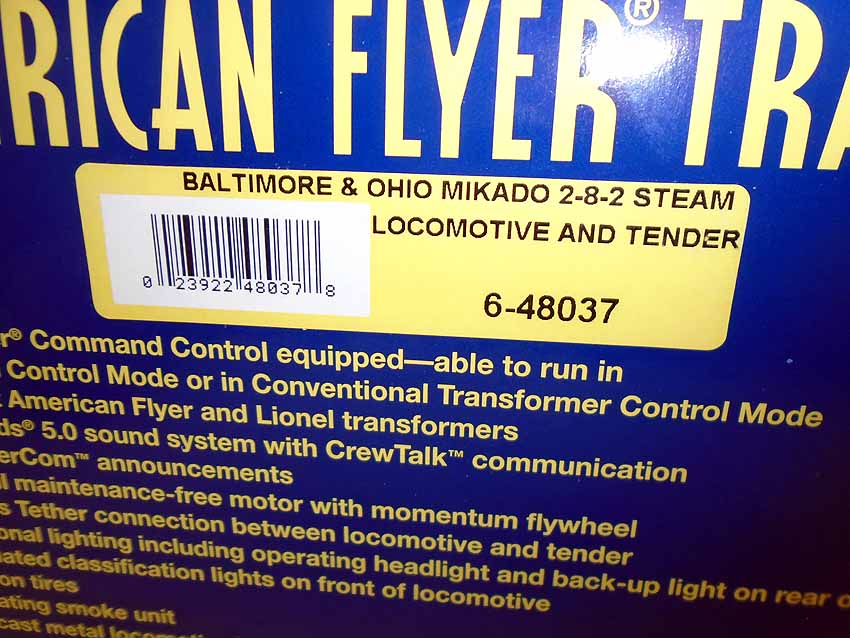 RICAN FLYER® TRA
BALTIMORE & OHIO MIKADO 2-8-2 STEAM
LOCOMOTIVE AND TENDER
0 23922 48037 8
6-48037
r® Command Control equipped—able to run in
Control Mode or in Conventional Transformer Control Mode
American Flyer and Lionel transformers
ds® 5.0 sound system with CrewTalk™ communication
erCom™ announcements
l maintenance-free motor with momentum flywheel
s Tether connection between locomotive and tender
onal lighting including operating headlight and back-up light on rear o
ated classification lights on front of locomotive
on tires
ating smoke unit
cast metal locomoti